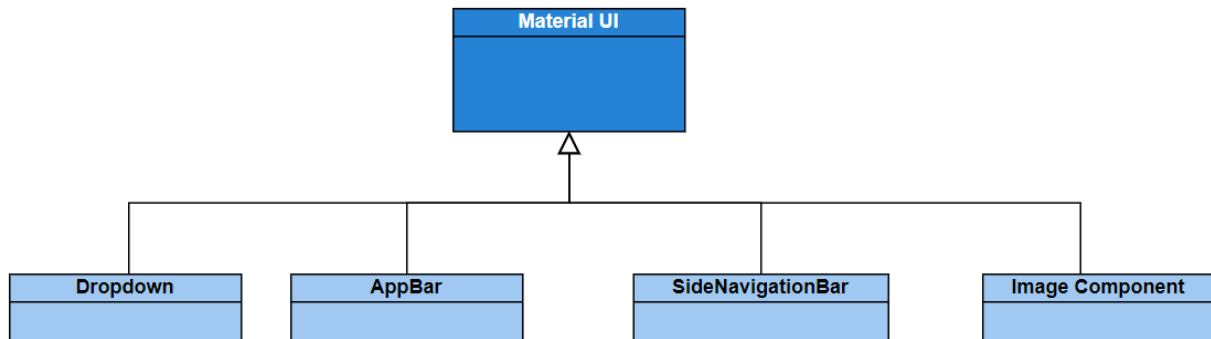 Material UI
Dropdown
AppBar
SideNavigationBar
Image Component